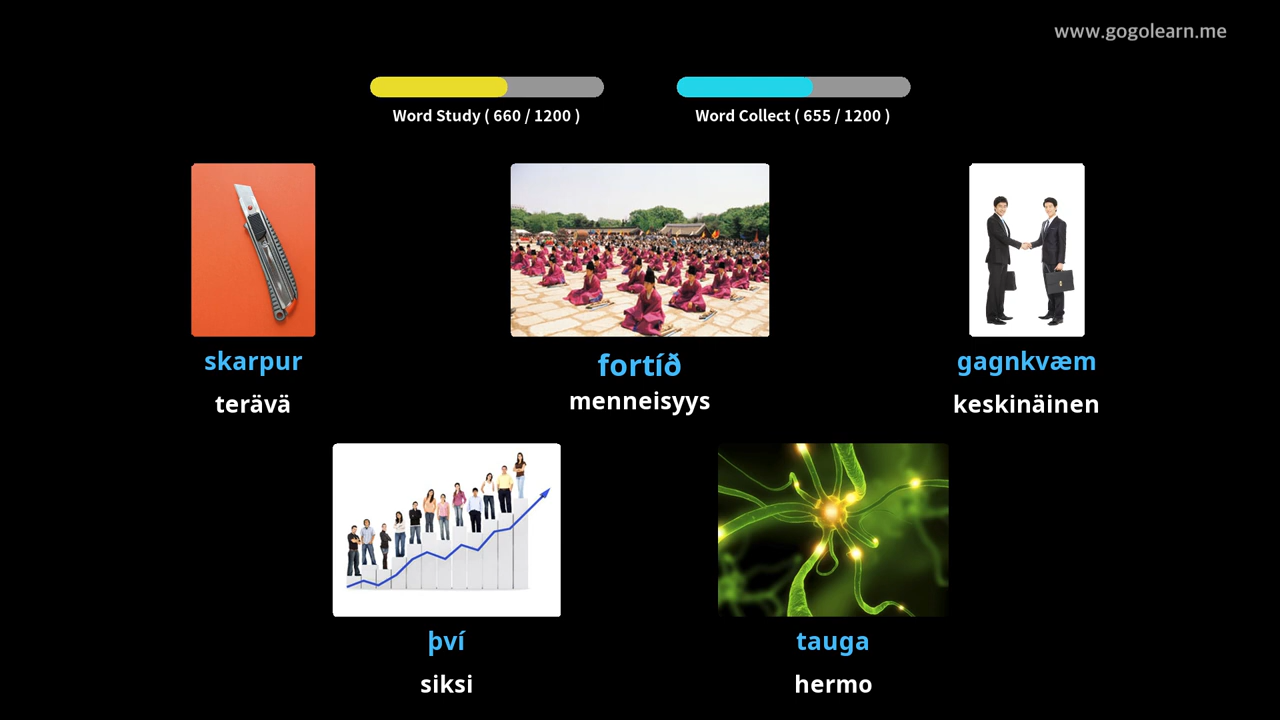 www.gogolearn.me
Word Study ( 660 / 1200 )
Word Collect ( 655 / 1200 )
skarpur
terävä
fortíð
menneisyys
gagnkvæm
keskinäinen
því
siksi
tauga
hermo